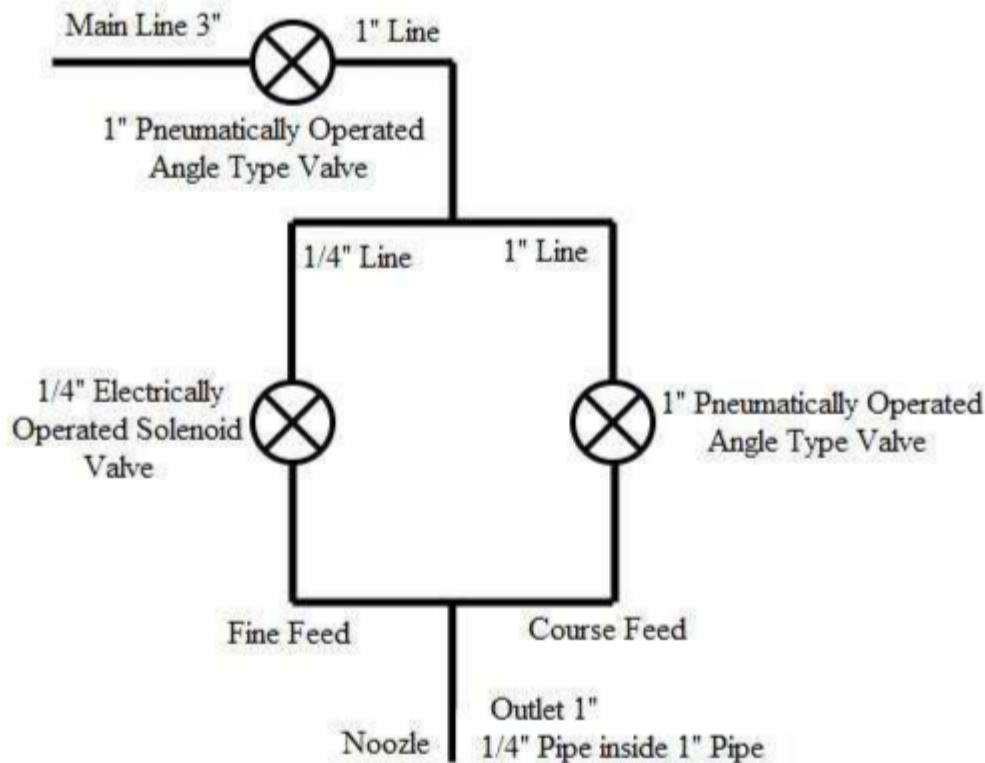 Main Line 3"
1" Line
1" Pneumatically Operated
Angle Type Valve
1/4" Line
1" Line
1/4" Electrically
Operated Solenoid
Valve
1" Pneumatically Operated
Angle Type Valve
Fine Feed
Course Feed
Noozle
Outlet 1"
1/4" Pipe inside 1" Pipe